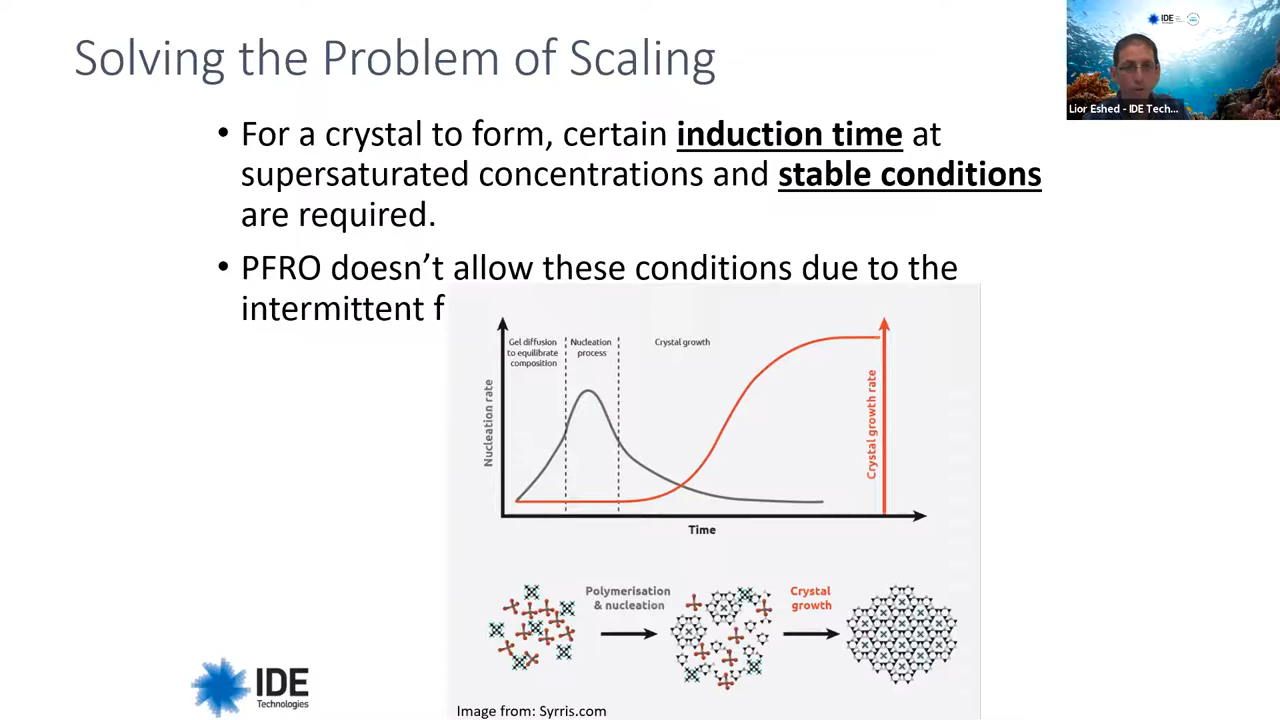 Solving the Problem of Scaling
IDE
Lior Eshed - IDE Tech...
• For a crystal to form, certain induction time at
supersaturated concentrations and stable conditions
are required.
• PFRO doesn't allow these conditions due to the
intermittent f
Gel diffusion
to equilibrate
composition
Nucleation
process
Crystal growth
Nucleation rate
Crystal growth rate
Time
Polymerisation
& nucleation
Crystal
growth
IDE
Technologies
Image from: Syrris.com